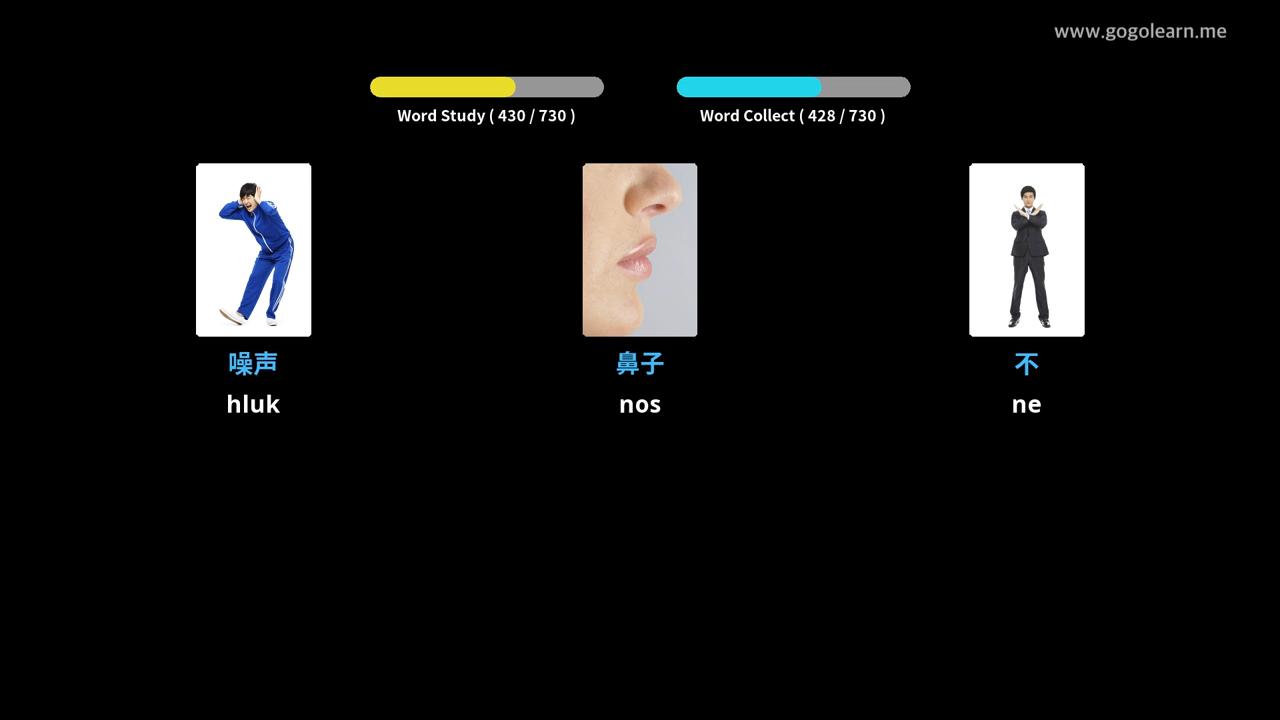 www.gogolearn.me
Word Study ( 430 / 730 )
Word Collect ( 428 / 730 )
噪声
鼻子
不
hluk
nos
ne